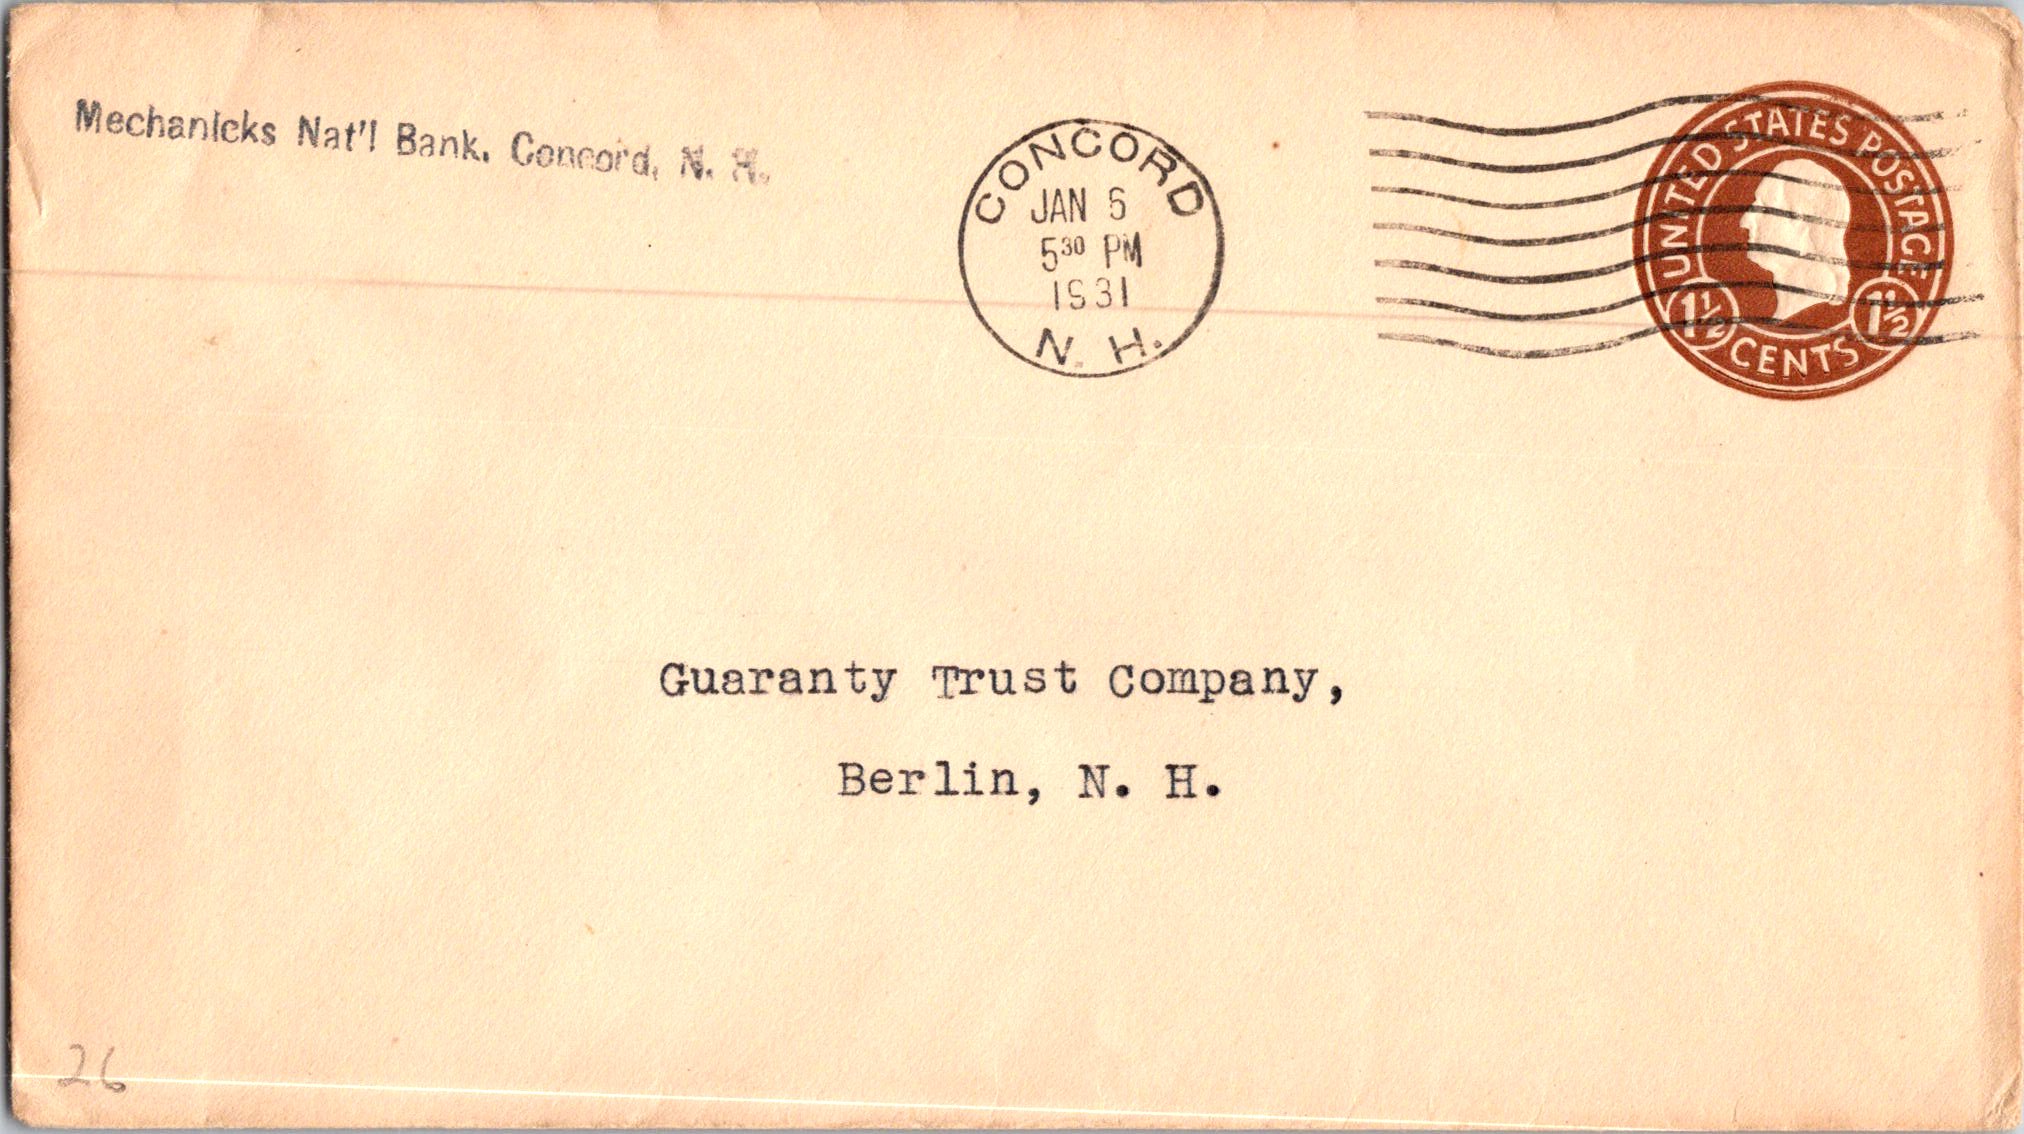 Mechanicks Nat'l Bank, Concord, N. H.
CONCORD
JAN 6
5³⁰ PM
1931
N. H.
UNITED STATES POSTAGE
1½ 1½
CENTS
Guaranty Trust Company,
Berlin, N. H.
26